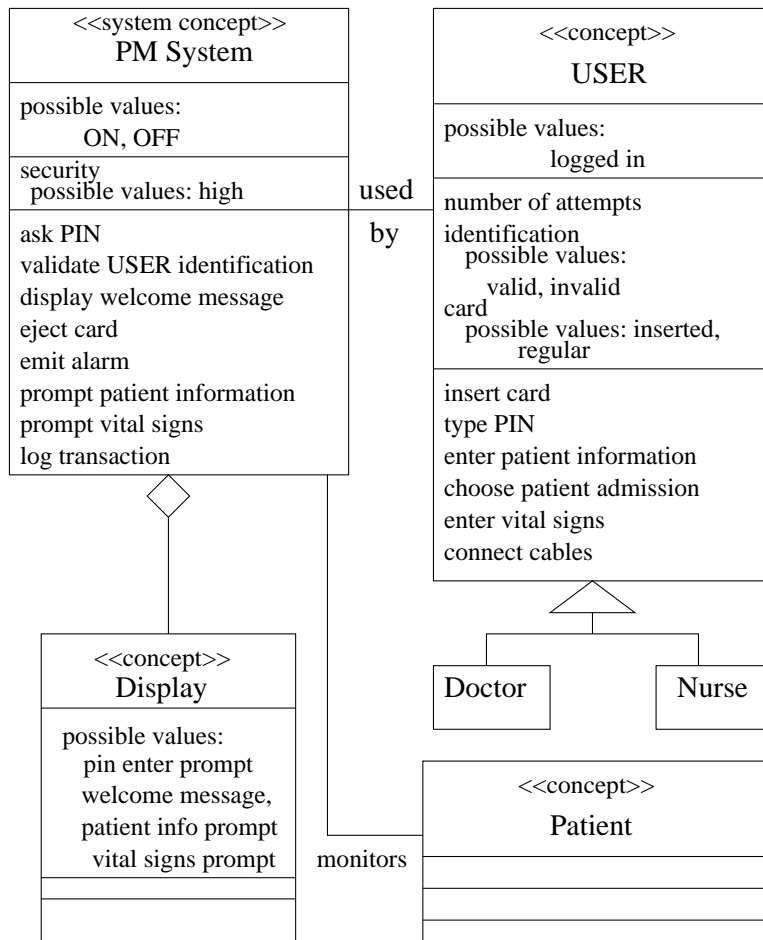 <<system concept>>
PM System
possible values:
ON, OFF
security
possible values: high
ask PIN
validate USER identification
display welcome message
eject card
emit alarm
prompt patient information
prompt vital signs
log transaction
used
by
<<concept>>
USER
possible values:
logged in
number of attempts
identification
possible values:
valid, invalid
card
possible values: inserted,
regular
insert card
type PIN
enter patient information
choose patient admission
enter vital signs
connect cables
Doctor
Nurse
<<concept>>
Display
possible values:
pin enter prompt
welcome message,
patient info prompt
vital signs prompt
monitors
<<concept>>
Patient